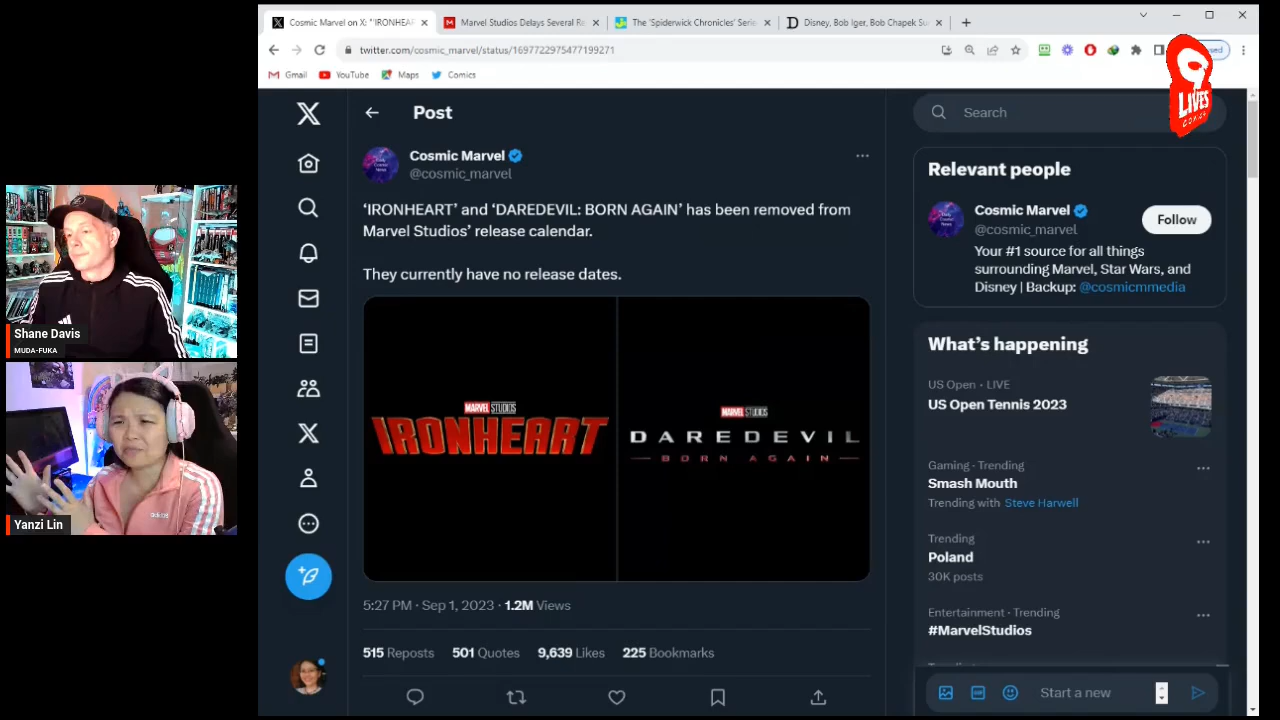 Cosmic Marvel on X: "'IRONHEAR
Marvel Studios Delays Several Re
The 'Spiderwick Chronicles' Serie
Disney, Bob Iger, Bob Chapek Su
twitter.com/cosmic_marvel/status/1697722975477199271
Gmail
YouTube
Maps
Comics
LIVES
COMICS
Post
Cosmic Marvel
@cosmic_marvel
‘IRONHEART’ and ‘DAREDEVIL: BORN AGAIN’ has been removed from
Marvel Studios’ release calendar.
They currently have no release dates.
MARVEL STUDIOS
IRONHEART
MARVEL STUDIOS
DAREDEVIL
BORN AGAIN
5:27 PM · Sep 1, 2023 · 1.2M Views
515 Reposts 501 Quotes 9,639 Likes 225 Bookmarks
Search
Relevant people
Cosmic Marvel
@cosmic_marvel
Follow
Your #1 source for all things
surrounding Marvel, Star Wars, and
Disney | Backup: @cosmicmmedia
What’s happening
US Open · LIVE
US Open Tennis 2023
Gaming · Trending
Smash Mouth
Trending with Steve Harwell
Trending
Poland
30K posts
Entertainment · Trending
#MarvelStudios
Start a new
Shane Davis
MUDA-FUKA
Yanzi Lin
adidas